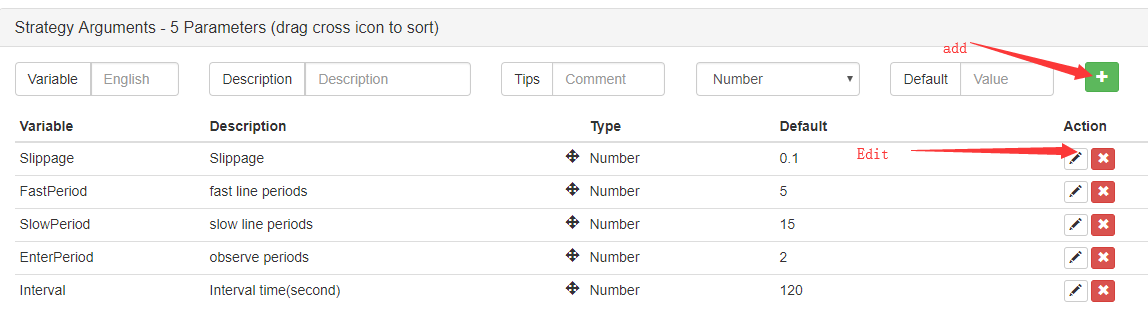 Strategy Arguments - 5 Parameters (drag cross icon to sort)
add
Variable English Description Description Tips Comment Number Default Value
Variable Description Type Default Action
Slippage Slippage Number 0.1 Edit
FastPeriod fast line periods Number 5
SlowPeriod slow line periods Number 15
EnterPeriod observe periods Number 2
Interval Interval time(second) Number 120